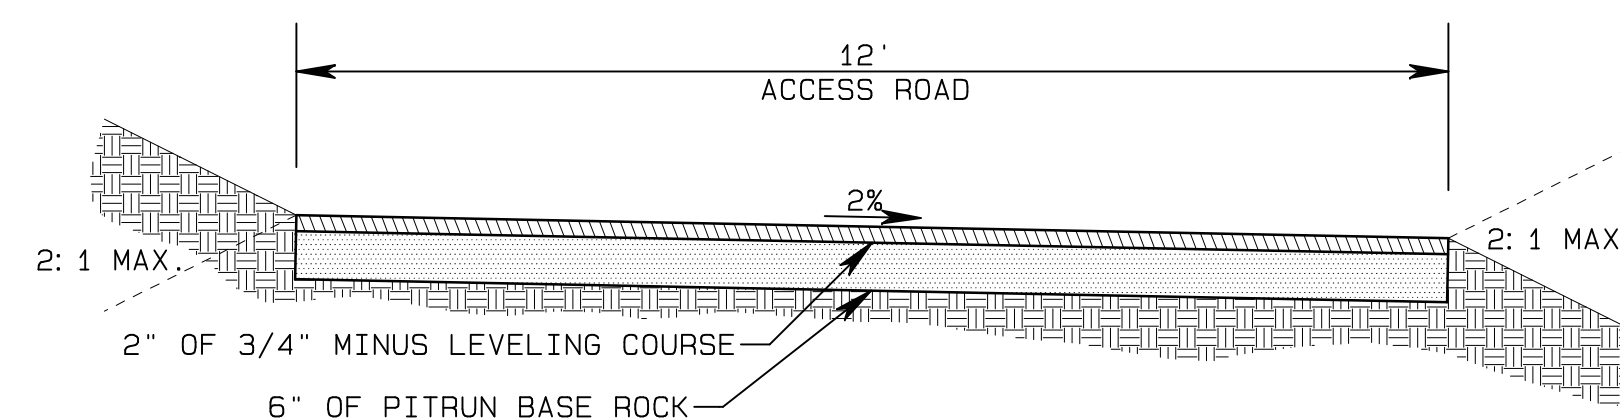 12'
ACCESS ROAD
2%
2:1 MAX.
2:1 MAX
2" OF 3/4" MINUS LEVELING COURSE
6" OF PITRUN BASE ROCK